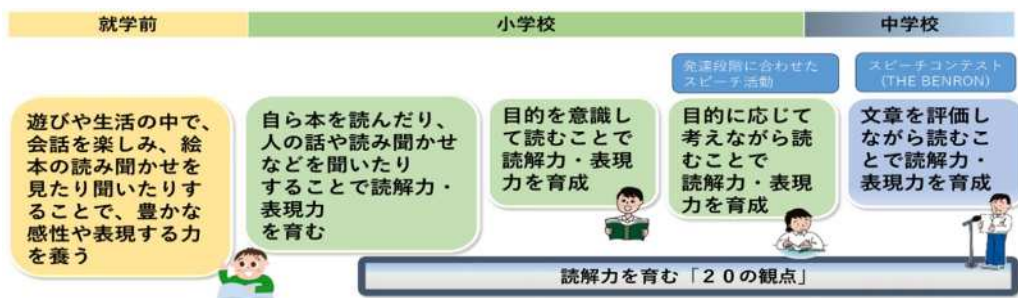 就学前
小学校
中学校
発達段階に合わせた
スピーチ活動
スピーチコンテスト
(THE BENRON)
遊びや生活の中で、
会話を楽しみ、絵
本の読み聞かせを
見たり聞いたりす
ることで、豊かな
感性や表現する力
を養う
自ら本を読んだり、
人の話や読み聞かせ
などを聞いたり
することで読解力・
表現力
を育む
目的を意識し
て読むことで
読解力・表現
力を育成
目的に応じて
考えながら読
むことで
読解力・表現
力を育成
文章を評価し
ながら読むこ
とで読解力・
表現力を育成
読解力を育む「２０の観点」